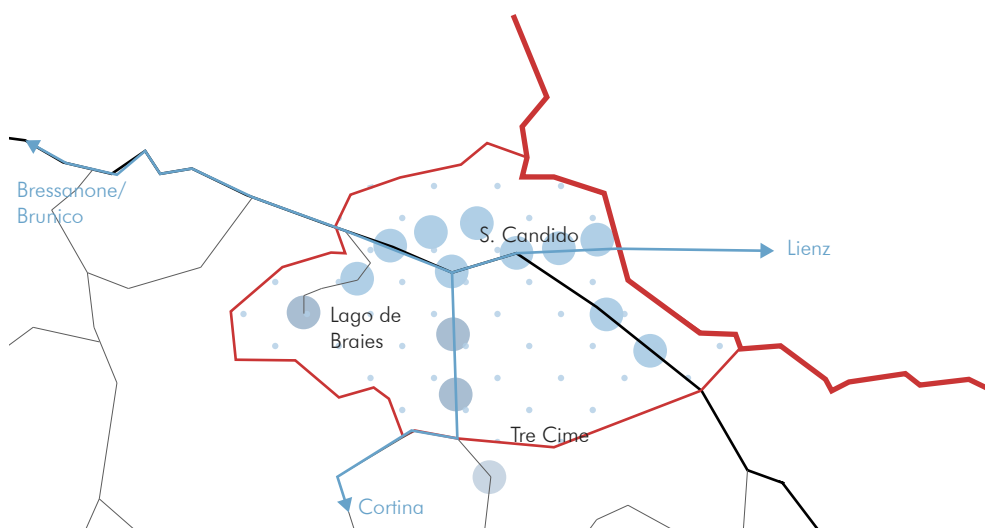 Bressanone/
Brunico
S. Candido
Lienz
Lago de
Braies
Tre Cime
Cortina